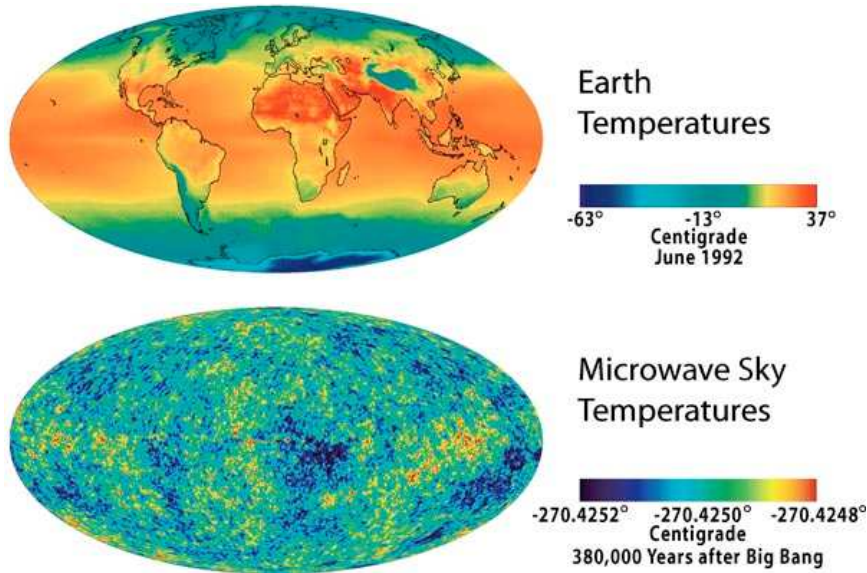 Earth
Temperatures
-63° -13° 37°
Centigrade
June 1992
Microwave Sky
Temperatures
-270.4252° -270.4250° -270.4248°
Centigrade
380,000 Years after Big Bang